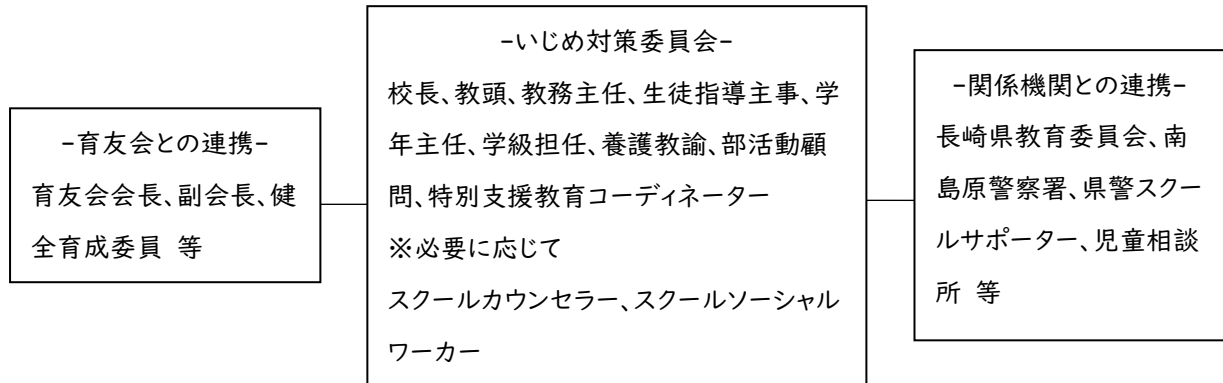 -育友会との連携-
育友会会長、副会長、健
全育成委員 等
-いじめ対策委員会-
校長、教頭、教務主任、生徒指導主事、学
年主任、学級担任、養護教諭、部活動顧
問、特別支援教育コーディネーター
※必要に応じて
スクールカウンセラー、スクールソーシャル
ワーカー
-関係機関との連携-
長崎県教育委員会、南
島原警察署、県警スクー
ルサポーター、児童相談
所 等